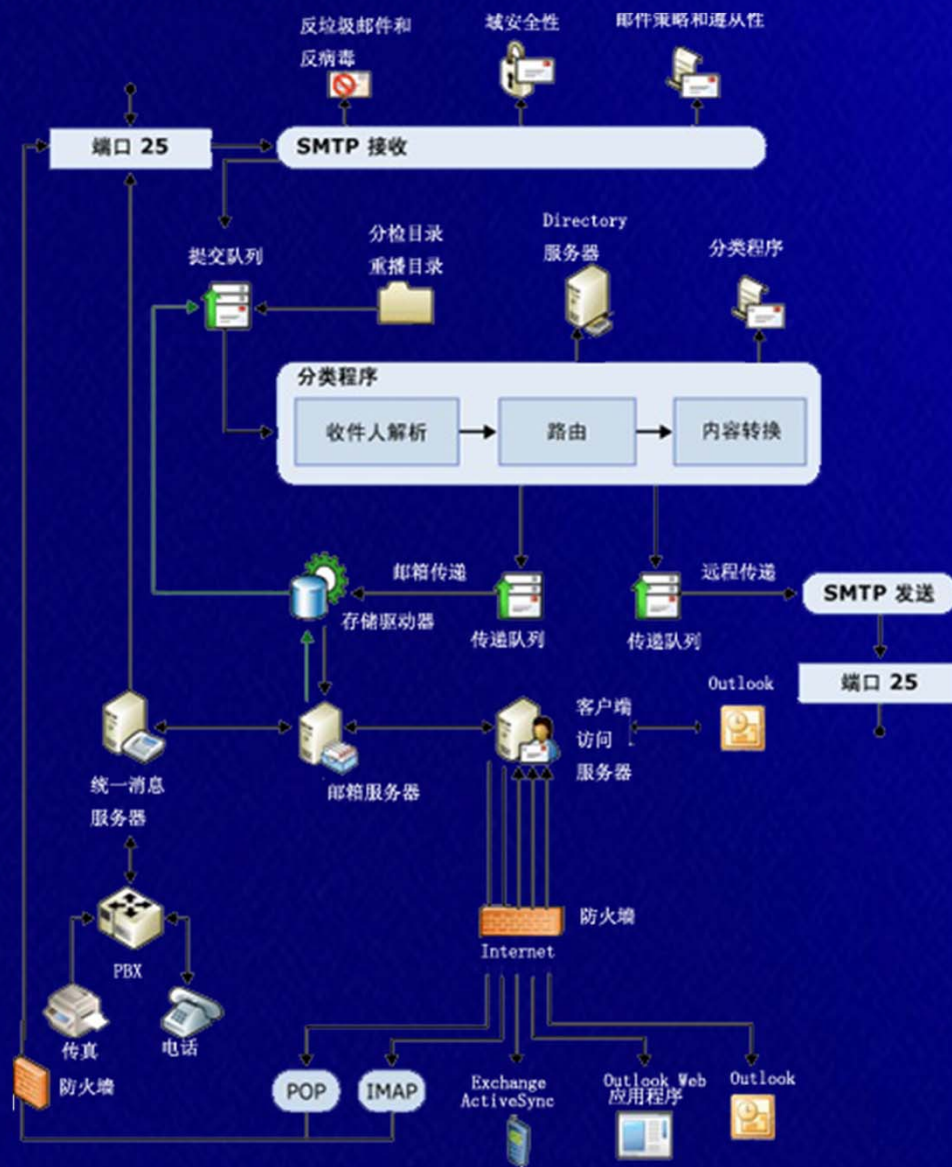 反垃圾邮件和
反病毒
域安全性
邮件策略和遵从性
端口 25
SMTP 接收
提交队列
分检目录
重播目录
Directory
服务器
分类程序
分类程序
收件人解析
路由
内容转换
邮箱传递
远程传递
存储驱动器
传递队列
传递队列
SMTP 发送
端口 25
Outlook
客户端
访问
服务器
统一消息
服务器
邮箱服务器
防火墙
Internet
PBX
传真
电话
防火墙
POP
IMAP
Exchange
ActiveSync
Outlook Web
应用程序
Outlook